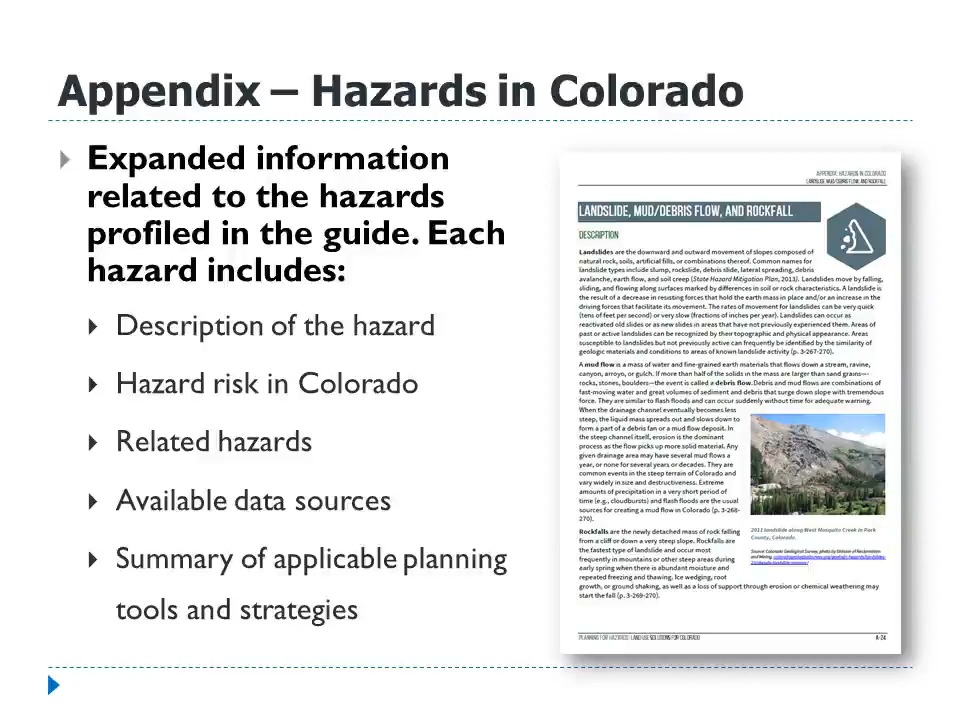 Appendix – Hazards in Colorado
Expanded information
related to the hazards
profiled in the guide. Each
hazard includes:
Description of the hazard
Hazard risk in Colorado
Related hazards
Available data sources
Summary of applicable planning
tools and strategies
APPENDIX: HAZARDS IN COLORADO
LANDSLIDE, MUD/DEBRIS FLOW, AND ROCKFALL
LANDSLIDE, MUD/DEBRIS FLOW, AND ROCKFALL
DESCRIPTION
Landslides are the downward and outward movement of slopes composed of
natural rock, soils, artificial fills, or combinations thereof. Common names for
landslide types include slump, rockslide, debris slide, lateral spreading, debris
avalanche, earth flow, and soil creep (State Hazard Mitigation Plan, 2013). Landslides move by falling,
sliding, and flowing along surfaces marked by differences in soil or rock characteristics. A landslide is
the result of a decrease in resisting forces that hold the earth mass in place and/or an increase in the
driving forces that facilitate its movement. The rates of movement for landslides can be very quick
(tens of feet per second) or very slow (fractions of inches per year). Landslides can occur as
reactivated old slides or as new slides in areas that have not previously experienced them. Areas of
past or active landslides can be recognized by their topographic and physical appearance. Areas
susceptible to landslides but not previously active can frequently be identified by the similarity of
geologic materials and conditions to areas of known landslide activity (p. 3-267-270).
A mud flow is a mass of water and fine-grained earth materials that flows down a stream, ravine,
canyon, arroyo, or gulch. If more than half of the solids in the mass are larger than sand grains—-
rocks, stones, boulders—the event is called a debris flow. Debris and mud flows are combinations of
fast-moving water and great volumes of sediment and debris that surge down slope with tremendous
force. They are similar to flash floods and can occur suddenly without time for adequate warning.
When the drainage channel eventually becomes less
steep, the liquid mass spreads out and slows down to
form a part of a debris fan or a mud flow deposit. In
the steep channel itself, erosion is the dominant
process as the flow picks up more solid material. Any
given drainage area may have several mud flows a
year, or none for several years or decades. They are
common events in the steep terrain of Colorado and
vary widely in size and destructiveness. Extreme
amounts of precipitation in a very short period of
time (e.g., cloudbursts) and flash floods are the usual
sources for creating a mud flow in Colorado (p. 3-268-
270).
2011 landslide along West Mosquito Creek in Park
County, Colorado.
Source: Colorado Geological Survey, photo by Division of Reclamation
and Mining,
Rockfalls are the newly detached mass of rock falling
from a cliff or down a very steep slope. Rockfalls are
the fastest type of landslide and occur most
frequently in mountains or other steep areas during
early spring when there is abundant moisture and
repeated freezing and thawing. Ice wedging, root
growth, or ground shaking, as well as a loss of support through erosion or chemical weathering may
start the fall (p. 3-269-270).
PLANNING FOR HAZARDS: LAND USE SOLUTIONS FOR COLORADO
A-24